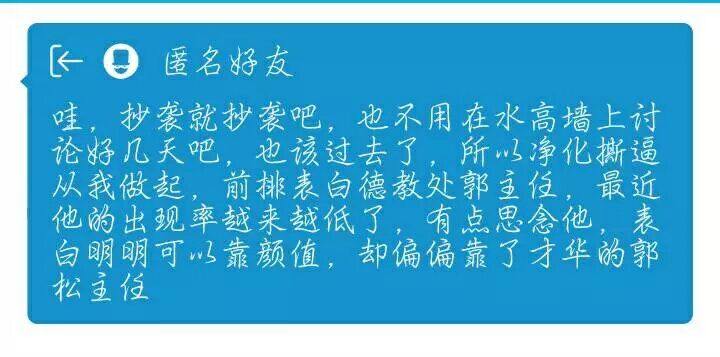 匿名好友
哇，抄袭就抄袭吧，也不用在水高墙上讨
论好几天吧，也该过去了，所以净化撕逼
从我做起，前排表白德教处郭主任，最近
他的出现率越来越低了，有点思念他，表
白明明可以靠颜值，却偏偏靠了才华的郭
松主任